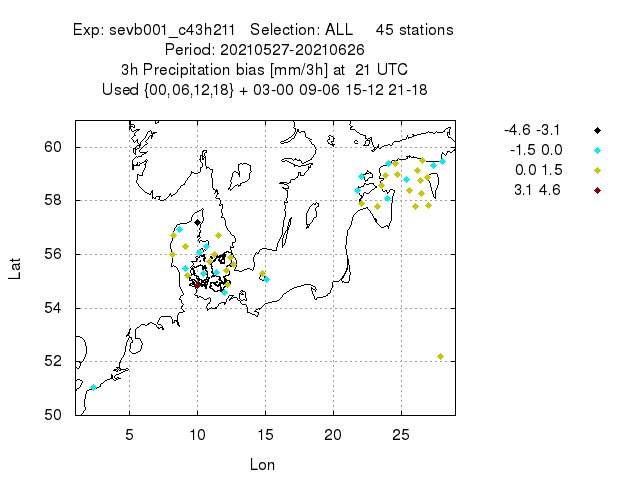 Exp: sevb001_c43h211 Selection: ALL 45 stations
Period: 20210527-20210626
3h Precipitation bias [mm/3h] at 21 UTC
Used {00,06,12,18} + 03-00 09-06 15-12 21-18
-4.6 -3.1
-1.5 0.0
0.0 1.5
3.1 4.6
60
58
56
54
52
50
Lat
5 10 15 20 25
Lon